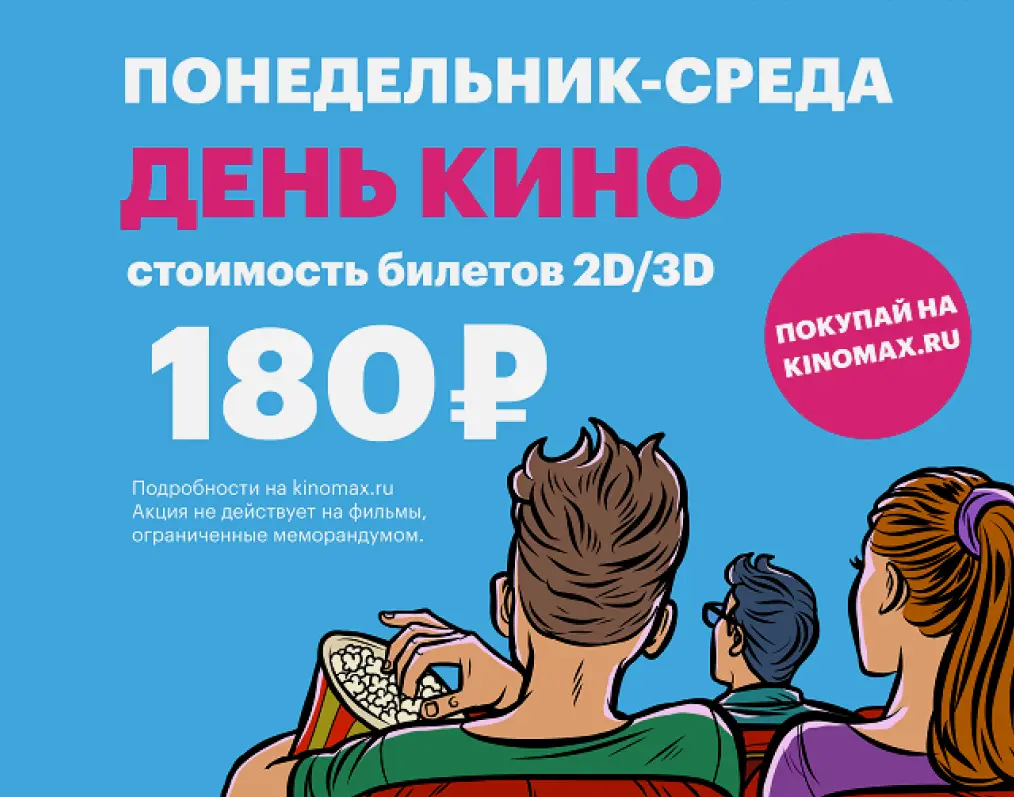 ПОНЕДЕЛЬНИК-СРЕДА
ДЕНЬ КИНО
стоимость билетов 2D/3D
180₽
ПОКУПАЙ НА
KINOMAX.RU
Подробности на kinomax.ru
Акция не действует на фильмы,
ограниченные меморандумом.